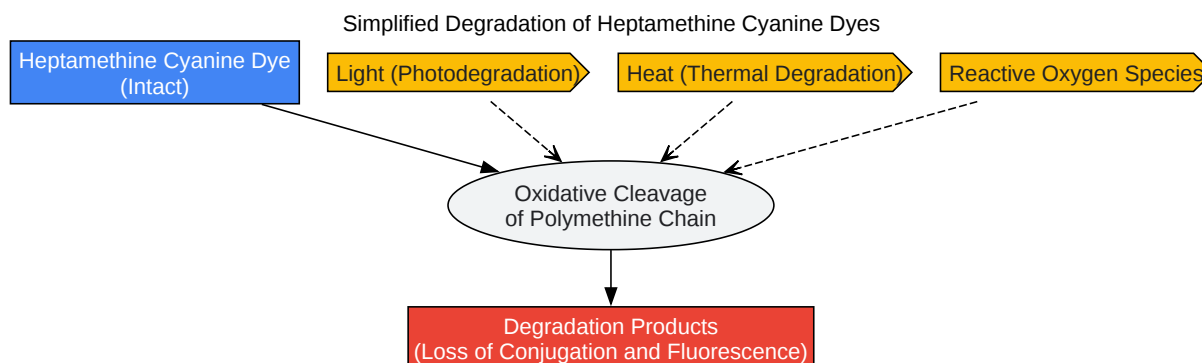 Simplified Degradation of Heptamethine Cyanine Dyes
Heptamethine Cyanine Dye
(Intact)
Light (Photodegradation)
Heat (Thermal Degradation)
Reactive Oxygen Species
Oxidative Cleavage
of Polymethine Chain
Degradation Products
(Loss of Conjugation and Fluorescence)